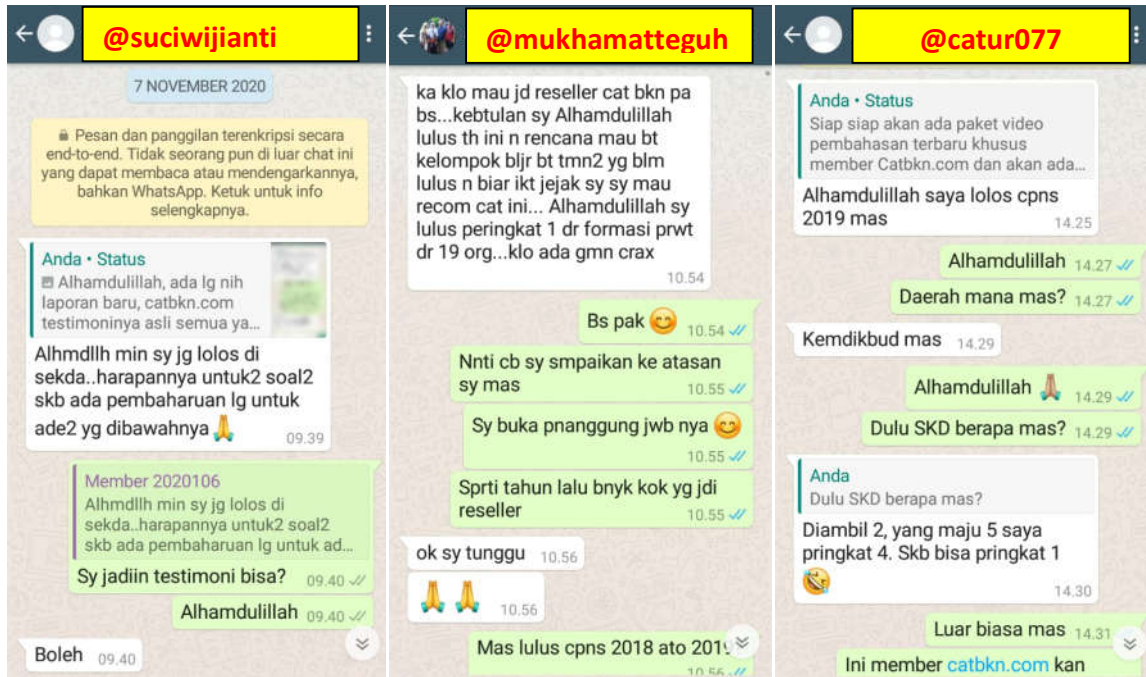 @suciwijianti
7 NOVEMBER 2020
Pesan dan panggilan terenkripsi secara
end-to-end. Tidak seorang pun di luar chat ini
yang dapat membaca atau mendengarkannya,
bahkan WhatsApp. Ketuk untuk info
selengkapnya.
Anda • Status
Alhamdulillah, ada lg nih
laporan baru, catbkn.com
testimoninya asli semua ya...
Alhmdllh min sy jg lolos di
sekda..harapannya untuk2 soal2
skb ada pembaharuan lg untuk
ade2 yg dibawahnya 🙏 09.39
Member 2020106
Alhmdllh min sy jg lolos di
sekda..harapannya untuk2 soal2
skb ada pembaharuan lg untuk ad...
Sy jadiin testimoni bisa? 09.40
Alhamdulillah 09.40
Boleh 09.40
@mukhamatteguh
ka klo mau jd reseller cat bkn pa
bs...kebtulan sy Alhamdulillah
lulus th ini n rencana mau bt
kelompok bljr bt tmn2 yg blm
lulus n biar ikt jejak sy sy mau
recom cat ini... Alhamdulillah sy
lulus peringkat 1 dr formasi prwt
dr 19 org...klo ada gmn crax
10.54
Bs pak 😊 10.54
Nnti cb sy smpaikan ke atasan
sy mas 10.55
Sy buka pnanggung jwb nya 😊
10.55
Sprti tahun lalu bnyk kok yg jdi
reseller 10.55
ok sy tunggu 10.56
🙏 🙏 10.56
Mas lulus cpns 2018 ato 2019
10.56
@catur077
Anda • Status
Siap siap akan ada paket video
pembahasan terbaru khusus
member Catbkn.com dan akan ada...
Alhamdulillah saya lolos cpns
2019 mas 14.25
Alhamdulillah 14.27
Daerah mana mas? 14.27
Kemdikbud mas 14.29
Alhamdulillah 🙏 14.29
Dulu SKD berapa mas? 14.29
Anda
Dulu SKD berapa mas?
Diambil 2, yang maju 5 saya
pringkat 4. Skb bisa pringkat 1
🤣 14.30
Luar biasa mas 14.31
Ini member catbkn.com kan